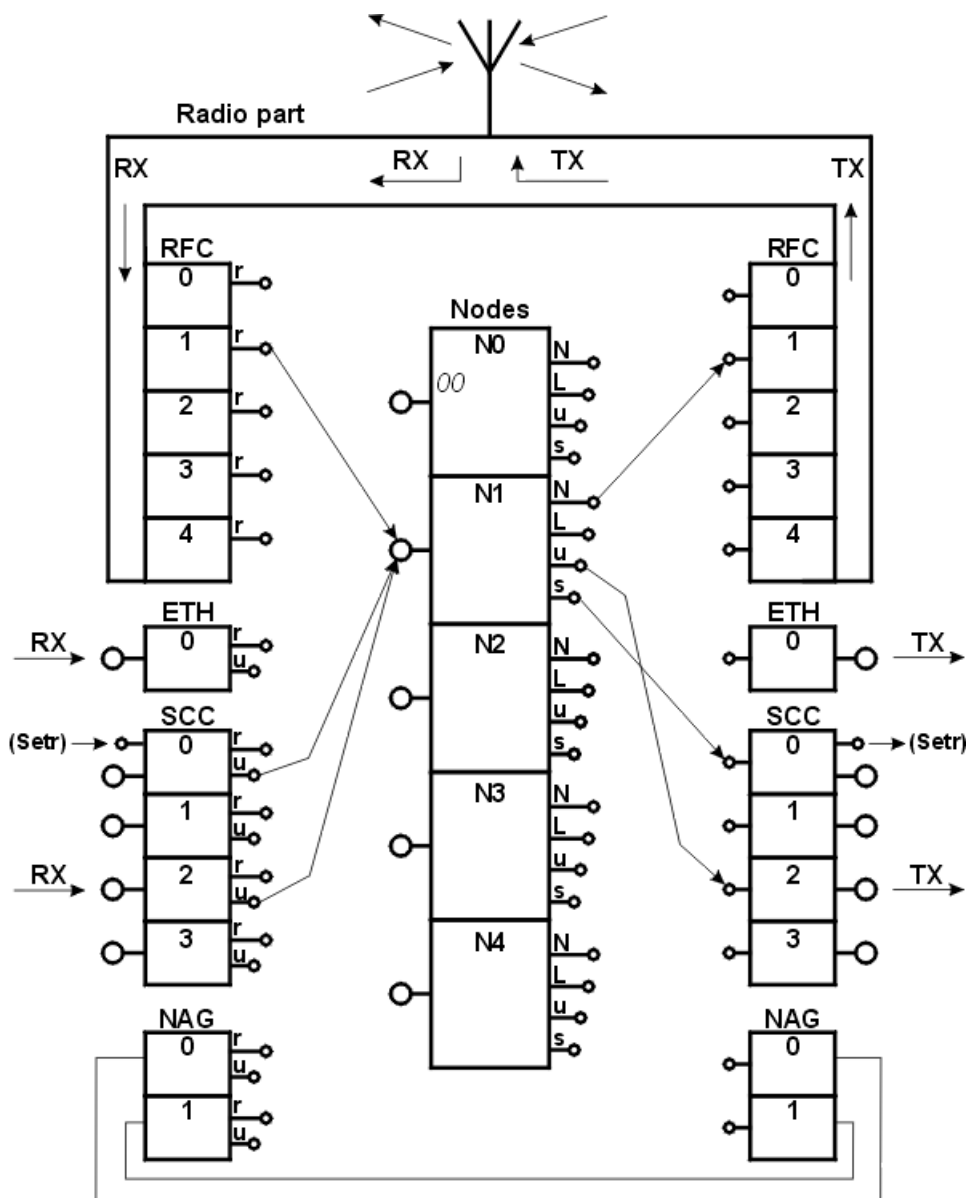 Radio part
RX
RX TX
TX
RFC
0 r
1 r
2 r
3 r
4 r
ETH
RX
0 r
u
SCC
(Setr)
0 r
u
1 r
u
RX
2 r
u
3 r
u
NAG
0 r
u
1 r
u
Nodes
N0
00
N
L
u
s
N1
N
L
u
s
N2
N
L
u
s
N3
N
L
u
s
N4
N
L
u
s
RFC
0
1
2
3
4
ETH
0
TX
SCC
0
(Setr)
1
2
TX
3
NAG
0
1